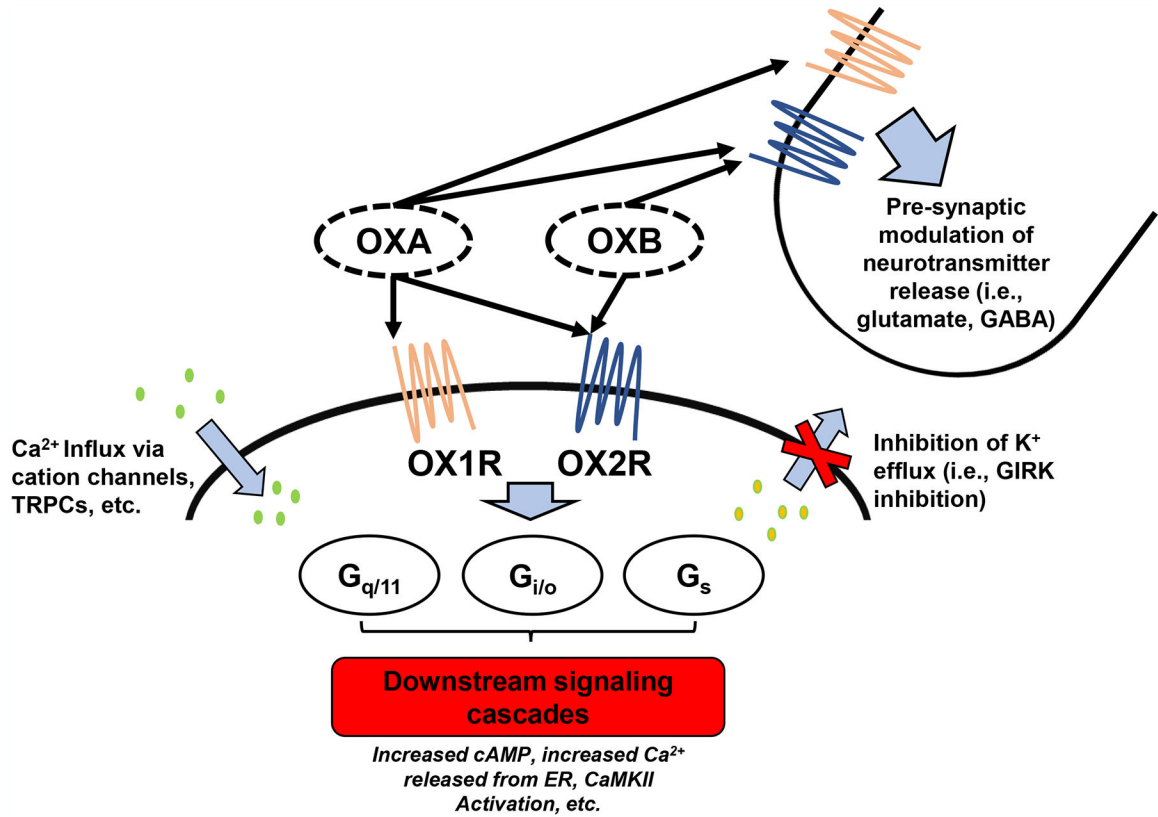 OXA
OXB
Pre-synaptic
modulation of
neurotransmitter
release (i.e.,
glutamate, GABA)
Ca²⁺ Influx via
cation channels,
TRPCs, etc.
OX1R
OX2R
Inhibition of K⁺
efflux (i.e., GIRK
inhibition)
Gq/11
Gi/o
Gs
Downstream signaling
cascades
Increased cAMP, increased Ca²⁺
released from ER, CaMKII
Activation, etc.